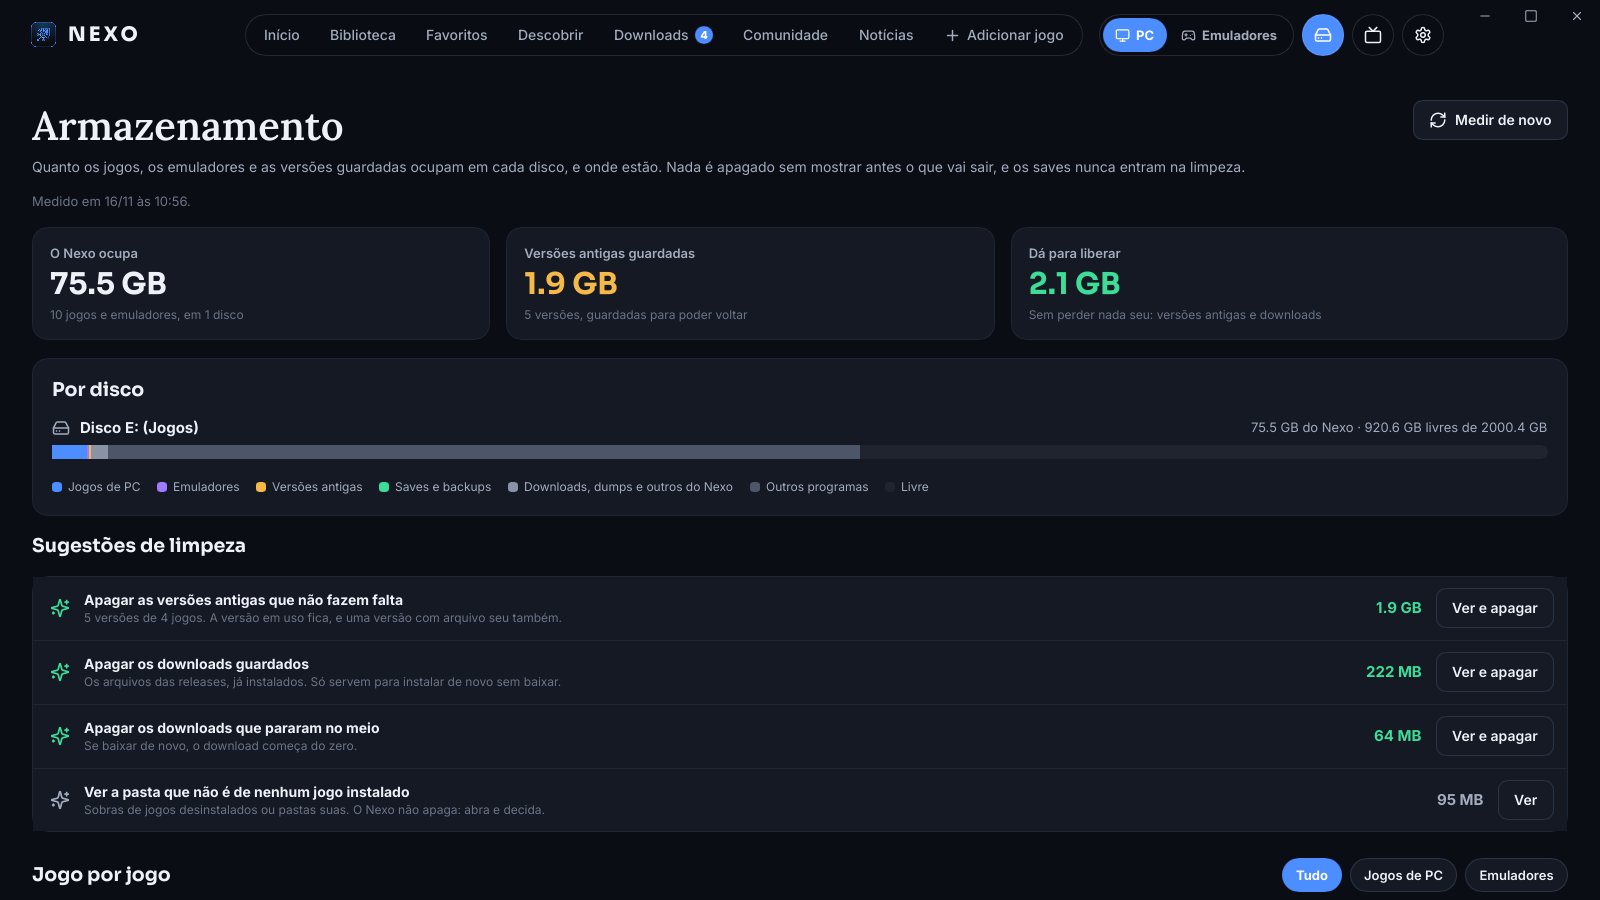 NEXO
Início
Biblioteca
Favoritos
Descobrir
Downloads 4
Comunidade
Notícias
Adicionar jogo
PC
Emuladores
Armazenamento
Medir de novo
Quanto os jogos, os emuladores e as versões guardadas ocupam em cada disco, e onde estão. Nada é apagado sem mostrar antes o que vai sair, e os saves nunca entram na limpeza.
Medido em 16/11 às 10:56.
O Nexo ocupa
75.5 GB
10 jogos e emuladores, em 1 disco
Versões antigas guardadas
1.9 GB
5 versões, guardadas para poder voltar
Dá para liberar
2.1 GB
Sem perder nada seu: versões antigas e downloads
Por disco
Disco E: (Jogos)
75.5 GB do Nexo · 920.6 GB livres de 2000.4 GB
Jogos de PC
Emuladores
Versões antigas
Saves e backups
Downloads, dumps e outros do Nexo
Outros programas
Livre
Sugestões de limpeza
Apagar as versões antigas que não fazem falta
5 versões de 4 jogos. A versão em uso fica, e uma versão com arquivo seu também.
1.9 GB
Ver e apagar
Apagar os downloads guardados
Os arquivos das releases, já instalados. Só servem para instalar de novo sem baixar.
222 MB
Ver e apagar
Apagar os downloads que pararam no meio
Se baixar de novo, o download começa do zero.
64 MB
Ver e apagar
Ver a pasta que não é de nenhum jogo instalado
Sobras de jogos desinstalados ou pastas suas. O Nexo não apaga: abra e decida.
95 MB
Ver
Jogo por jogo
Tudo
Jogos de PC
Emuladores